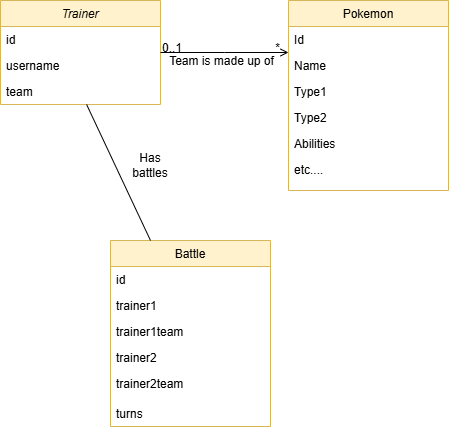 Trainer
id
username
team
0..1
*
Team is made up of
Pokemon
Id
Name
Type1
Type2
Abilities
etc....
Has
battles
Battle
id
trainer1
trainer1team
trainer2
trainer2team
turns